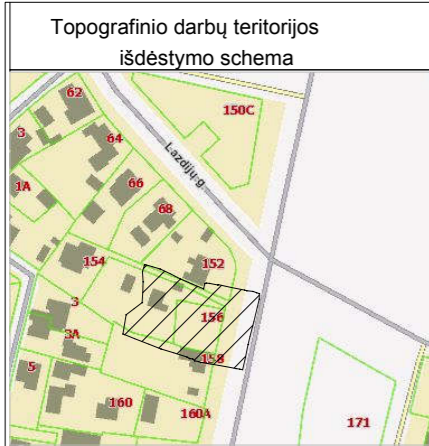 Topografinio darbų teritorijos
išdėstymo schema
62
150C
3
64
Lazdijų g
1A
66
68
154
152
3
156
3A
158
5
160
160A
171